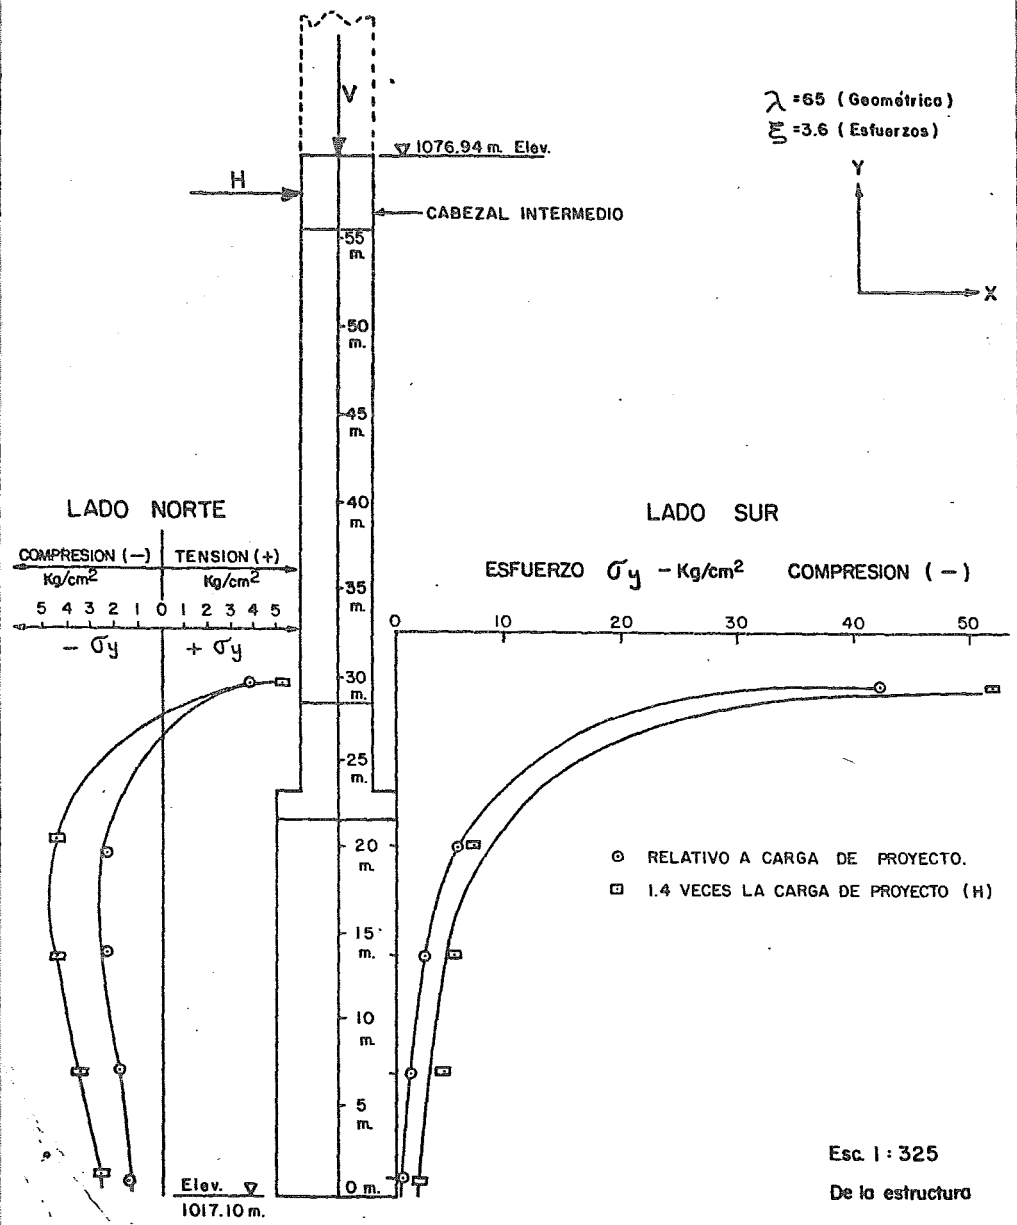 V
λ =65 (Geométrica)
ξ =3.6 (Esfuerzos)
1076.94 m. Elev.
Y
H
CABEZAL INTERMEDIO
X
55
m.
50
m.
45
m.
40
m.
LADO NORTE
LADO SUR
COMPRESION (-) TENSION (+)
Kg/cm² Kg/cm²
ESFUERZO σy - Kg/cm² COMPRESION (-)
35
m.
5 4 3 2 1 0 1 2 3 4 5
0 10 20 30 40 50
- σy + σy
30
m.
25
m.
20
m.
RELATIVO A CARGA DE PROYECTO.
1.4 VECES LA CARGA DE PROYECTO (H)
15
m.
10
m.
5
m.
Esc. 1 : 325
Elev.
0 m.
De la estructura
1017.10 m.